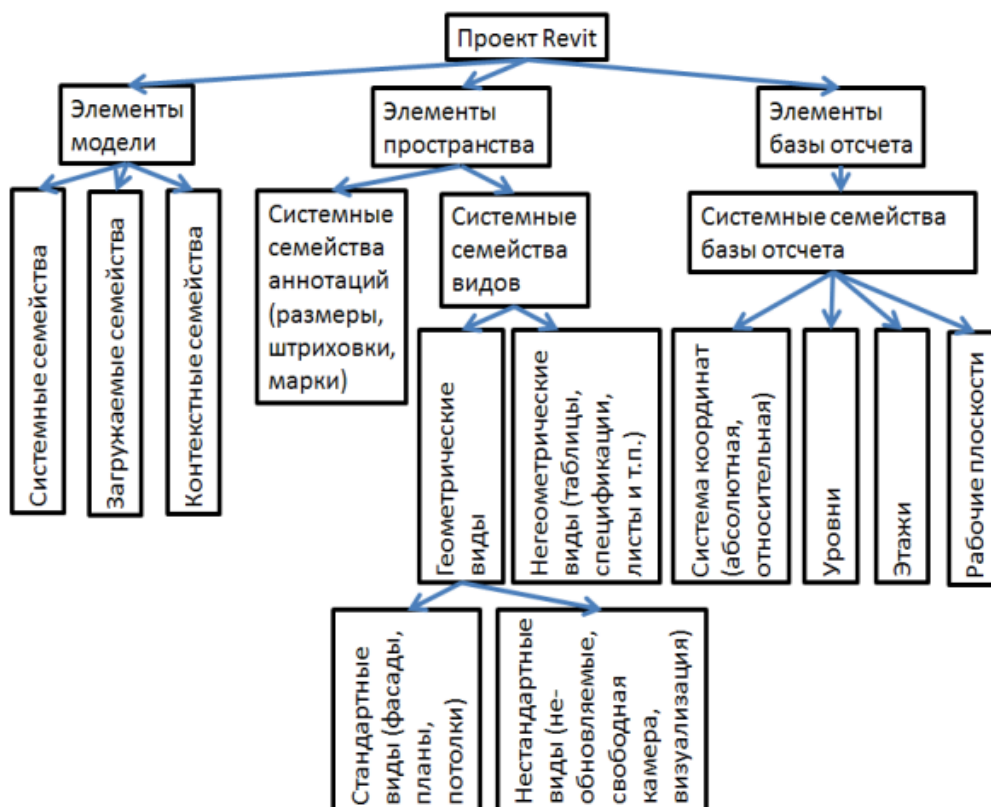 Проект Revit
Элементы
модели
Элементы
пространства
Элементы
базы отсчета
Системные семейства
Загружаемые семейства
Контекстные семейства
Системные
семейства
аннотаций
(размеры,
штриховки,
марки)
Системные
семейства
видов
Системные семейства
базы отсчета
Геометрические
виды
Негеометрические
виды (таблицы,
спецификации,
листы и т.п.)
Система координат
(абсолютная,
относительная)
Уровни
Этажи
Рабочие плоскости
Стандартные
виды (фасады,
планы,
потолки)
Нестандартные
виды (не-
обновляемые,
свободная
камера,
визуализация)